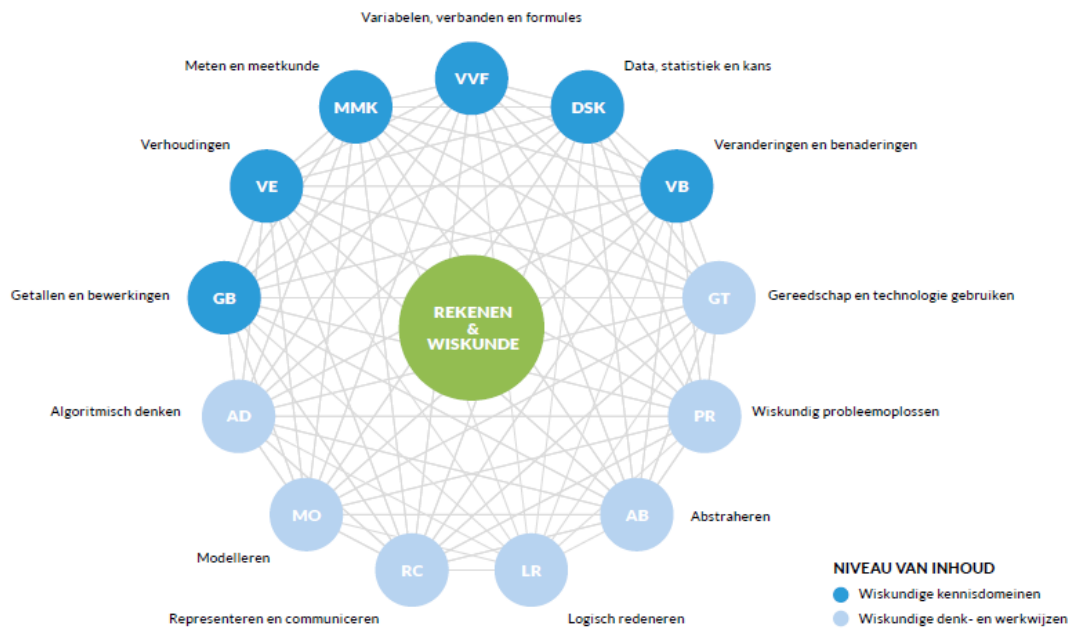 Variabelen, verbanden en formules
VVF
Meten en meetkunde
MMK
Data, statistiek en kans
DSK
Verhoudingen
VE
Veranderingen en benaderingen
VB
Getallen en bewerkingen
GB
Gereedschap en technologie gebruiken
GT
REKENEN
&
WISKUNDE
Algoritmisch denken
AD
Wiskundig probleemoplossen
PR
Modelleren
MO
Abstraheren
AB
Representeren en communiceren
RC
Logisch redeneren
LR
NIVEAU VAN INHOUD
Wiskundige kennisdomeinen
Wiskundige denk- en werkwijzen